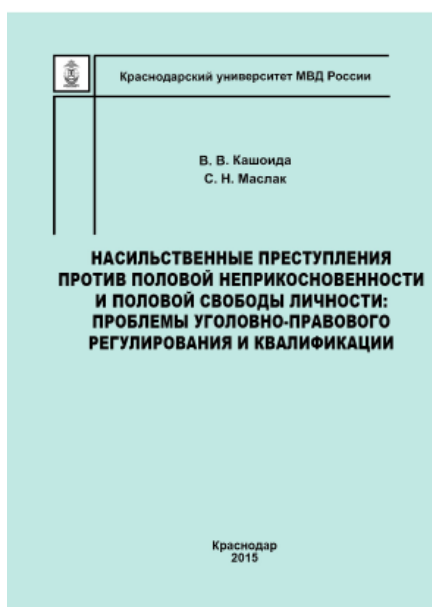 Краснодарский университет МВД России
В. В. Кашоида
С. Н. Маслак
НАСИЛЬСТВЕННЫЕ ПРЕСТУПЛЕНИЯ
ПРОТИВ ПОЛОВОЙ НЕПРИКОСНОВЕННОСТИ
И ПОЛОВОЙ СВОБОДЫ ЛИЧНОСТИ:
ПРОБЛЕМЫ УГОЛОВНО-ПРАВОВОГО
РЕГУЛИРОВАНИЯ И КВАЛИФИКАЦИИ
Краснодар
2015